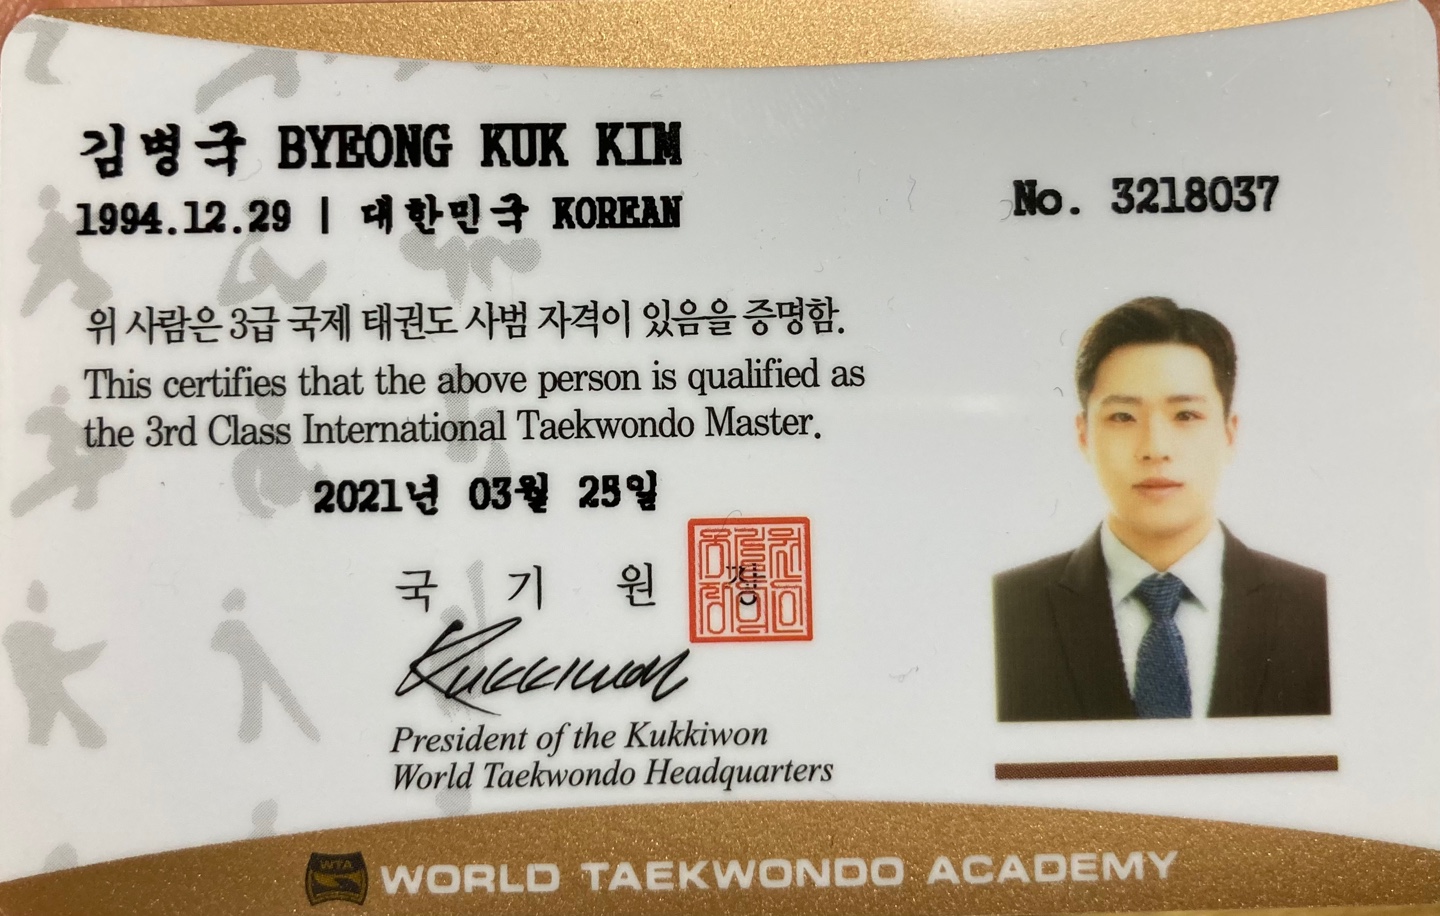 김병국 BYEONG KUK KIM
1994.12.29 | 대한민국 KOREAN
No. 3218037
위 사람은 3급 국제 태권도 사범 자격이 있음을 증명함.
This certifies that the above person is qualified as
the 3rd Class International Taekwondo Master.
2021년 03월 25일
국 기 원 장
Kukkiwon
President of the Kukkiwon
World Taekwondo Headquarters
WTA
WORLD TAEKWONDO ACADEMY